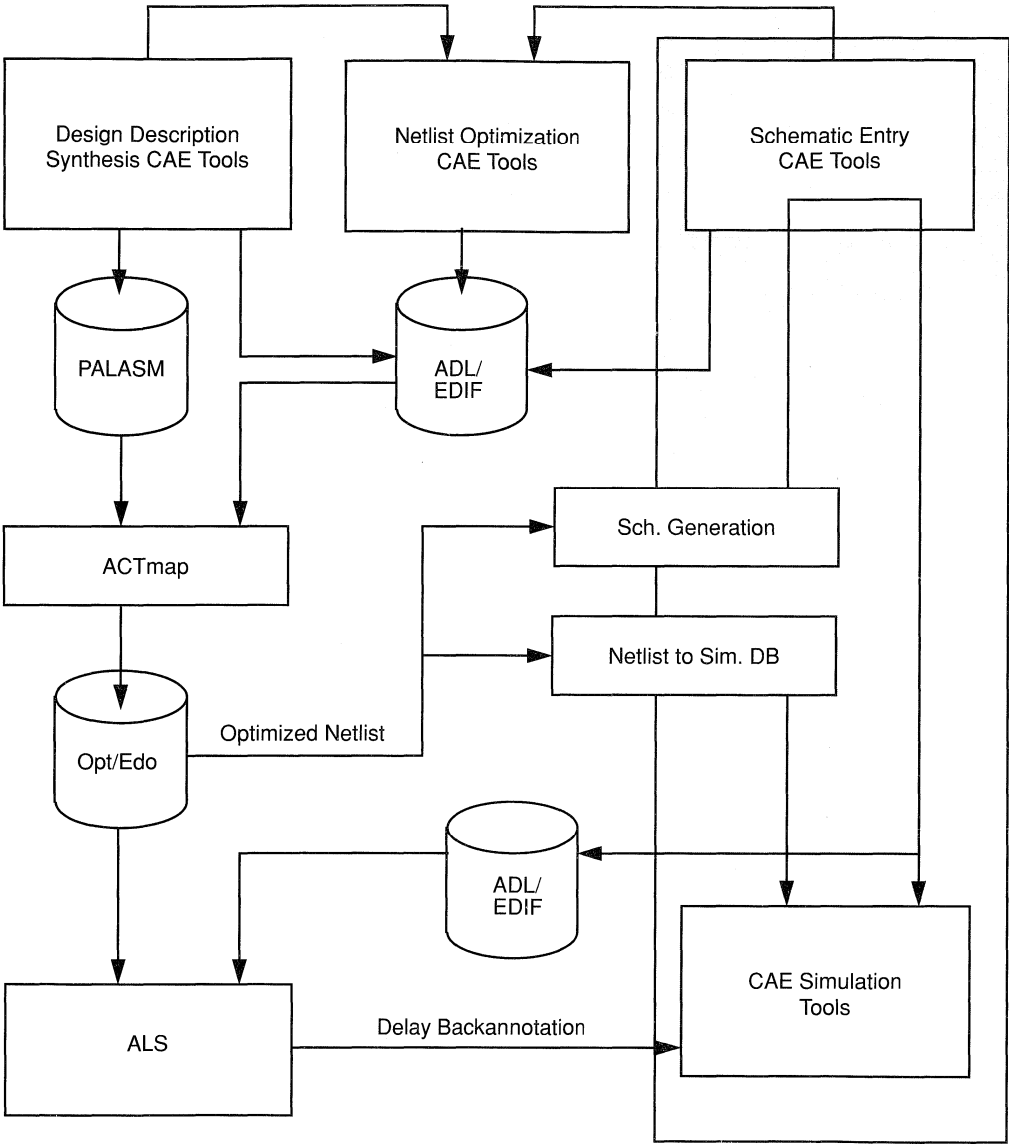 Design Description
Synthesis CAE Tools
Netlist Optimization
CAE Tools
Schematic Entry
CAE Tools
PALASM
ADL/
EDIF
Sch. Generation
ACTmap
Netlist to Sim. DB
Optimized Netlist
Opt/Edo
ADL/
EDIF
CAE Simulation
Tools
Delay Backannotation
ALS